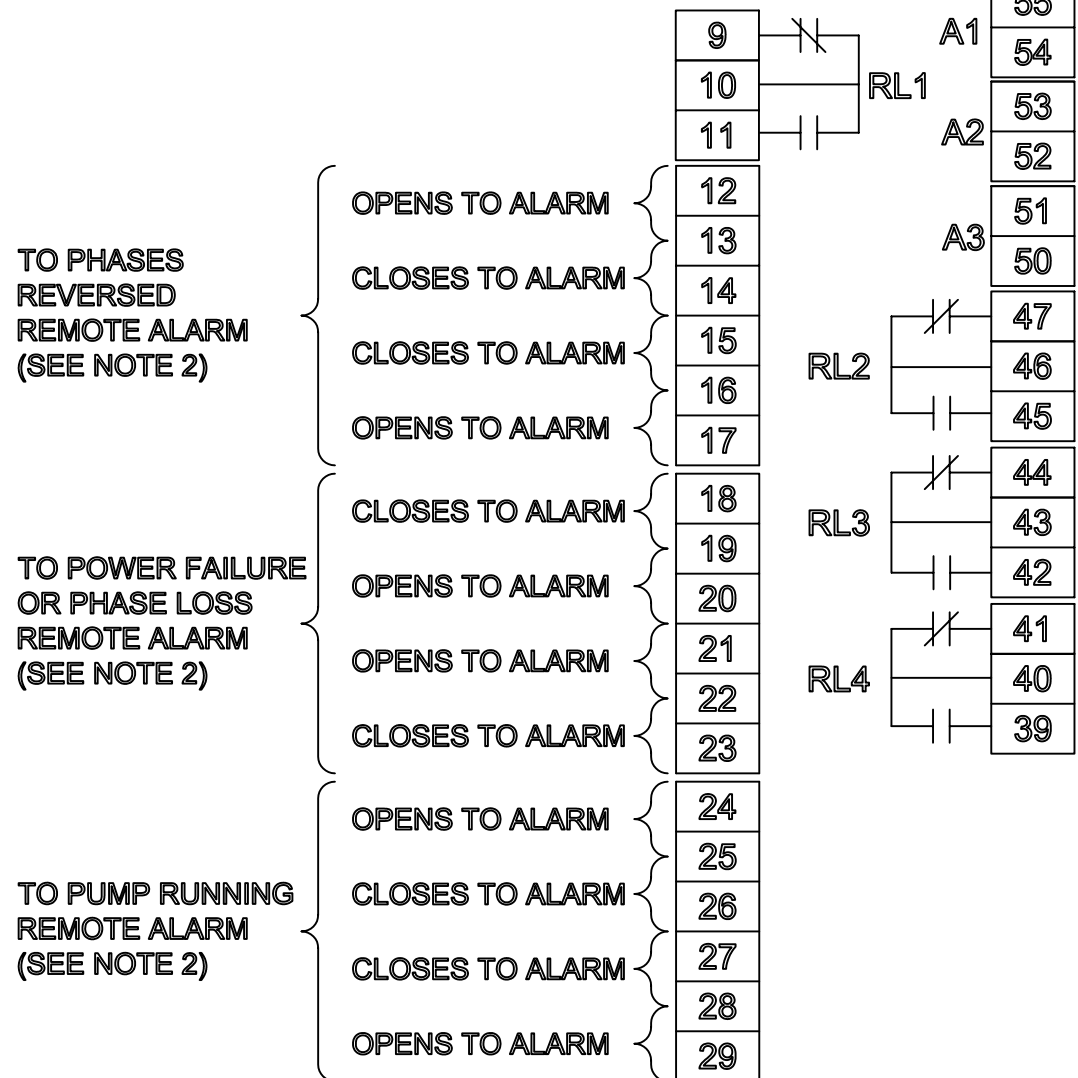 9
10
11
RL1
TO PHASES
REVERSED
REMOTE ALARM
(SEE NOTE 2)
OPENS TO ALARM
CLOSES TO ALARM
CLOSES TO ALARM
OPENS TO ALARM
12
13
14
15
16
17
TO POWER FAILURE
OR PHASE LOSS
REMOTE ALARM
(SEE NOTE 2)
CLOSES TO ALARM
OPENS TO ALARM
OPENS TO ALARM
CLOSES TO ALARM
18
19
20
21
22
23
TO PUMP RUNNING
REMOTE ALARM
(SEE NOTE 2)
OPENS TO ALARM
CLOSES TO ALARM
CLOSES TO ALARM
OPENS TO ALARM
24
25
26
27
28
29
A1
55
54
A2
53
52
A3
51
50
RL2
47
46
45
RL3
44
43
42
RL4
41
40
39